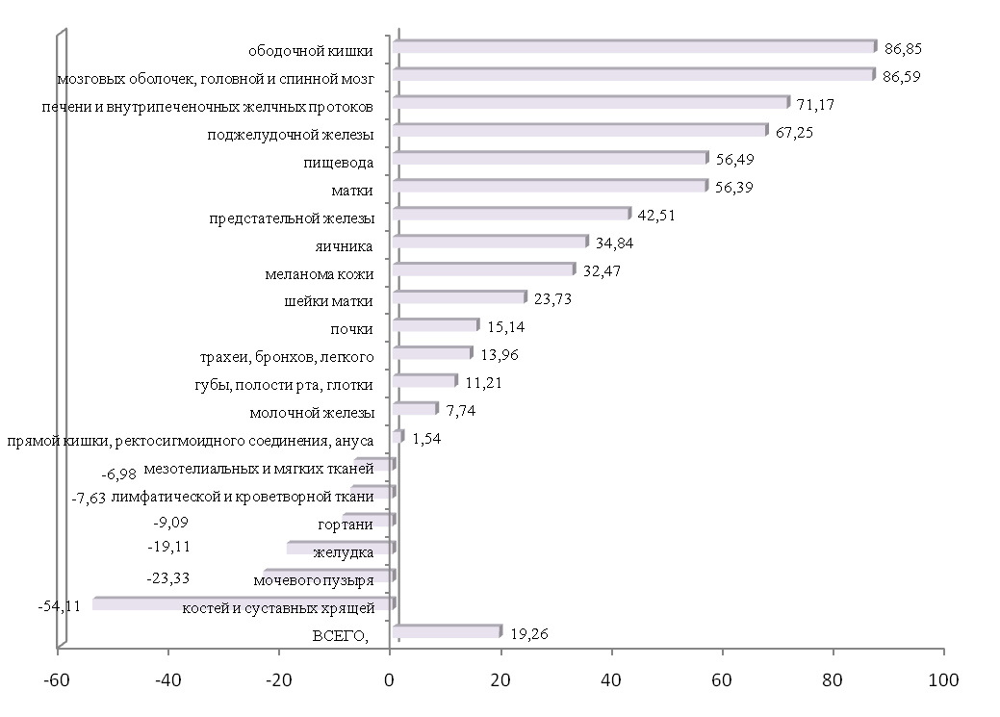 ободочной кишки 86,85
мозговых оболочек, головной и спинной мозг 86,59
печени и внутрипеченочных желчных протоков 71,17
поджелудочной железы 67,25
пищевода 56,49
матки 56,39
предстательной железы 42,51
яичника 34,84
меланома кожи 32,47
шейки матки 23,73
почки 15,14
трахеи, бронхов, легкого 13,96
губы, полости рта, глотки 11,21
молочной железы 7,74
прямой кишки, ректосигмоидного соединения, ануса 1,54
-6,98 мезотелиальных и мягких тканей
-7,63 лимфатической и кроветворной ткани
-9,09 гортани
-19,11 желудка
-23,33 мочевого пузыря
-54,11 костей и суставных хрящей
ВСЕГО, 19,26
-60 -40 -20 0 20 40 60 80 100